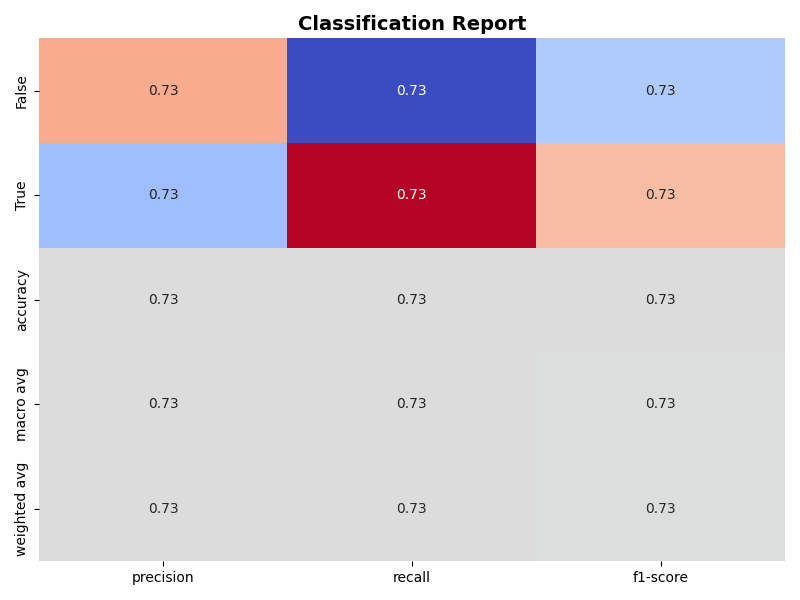 Classification Report
False 0.73 0.73 0.73
True 0.73 0.73 0.73
accuracy 0.73 0.73 0.73
macro avg 0.73 0.73 0.73
weighted avg 0.73 0.73 0.73
precision recall f1-score